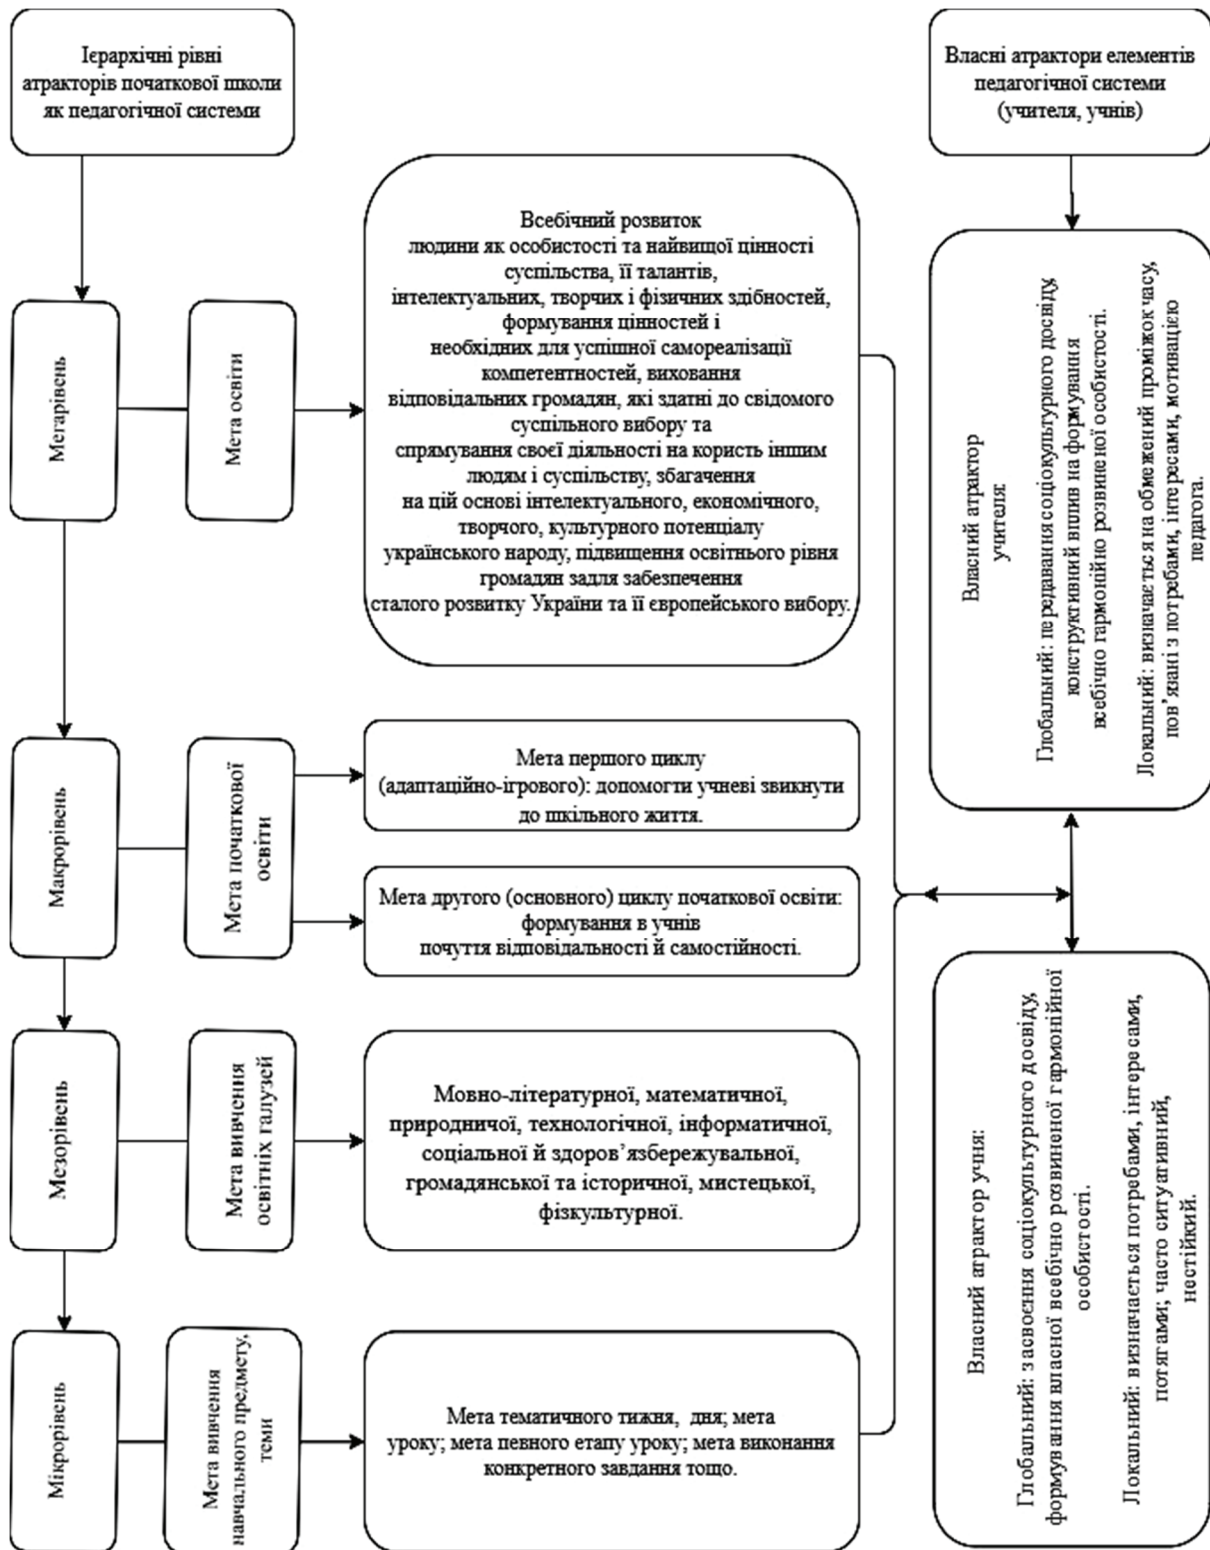 Ієрархічні рівні
атракторів початкової школи
як педагогічної системи
Власні атрактори елементів
педагогічної системи
(учителя, учнів)
Мегарівень
Мета освіти
Всебічний розвиток
людини як особистості та найвищої цінності
суспільства, її талантів,
інтелектуальних, творчих і фізичних здібностей,
формування цінностей і
необхідних для успішної самореалізації
компетентностей, виховання
відповідальних громадян, які здатні до свідомого
суспільного вибору та
спрямування своєї діяльності на користь іншим
людям і суспільству, збагачення
на цій основі інтелектуального, економічного,
творчого, культурного потенціалу
українського народу, підвищення освітнього рівня
громадян задля забезпечення
сталого розвитку України та її європейського вибору.
Макрорівень
Мета початкової
освіти
Мета першого циклу
(адаптаційно-ігрового): допомогти учневі звикнути
до шкільного життя.
Мета другого (основного) циклу початкової освіти:
формування в учнів
почуття відповідальності й самостійності.
Мезорівень
Мета вивчення
освітніх галузей
Мовно-літературної, математичної,
природничої, технологічної, інформатичної,
соціальної й здоров’язбережувальної,
громадянської та історичної, мистецької,
фізкультурної.
Мікрорівень
Мета вивчення
навчального предмету,
теми
Мета тематичного тижня, дня; мета
уроку; мета певного етапу уроку; мета виконання
конкретного завдання тощо.
Власний атрактор
учителя:
Глобальний: передавання соціокультурного досвіду,
конструктивний вплив на формування
всебічно гармонійно розвиненої особистості.
Локальний: визначається на обмежений проміжок часу,
пов’язані з потребами, інтересами, мотивацією
педагога.
Власний атрактор учня:
Глобальний: засвоєння соціокультурного досвіду,
формування власної всебічно розвиненої гармонійної
особистості.
Локальний: визначається потребами, інтересами,
потягами; часто ситуативний,
нестійкий.